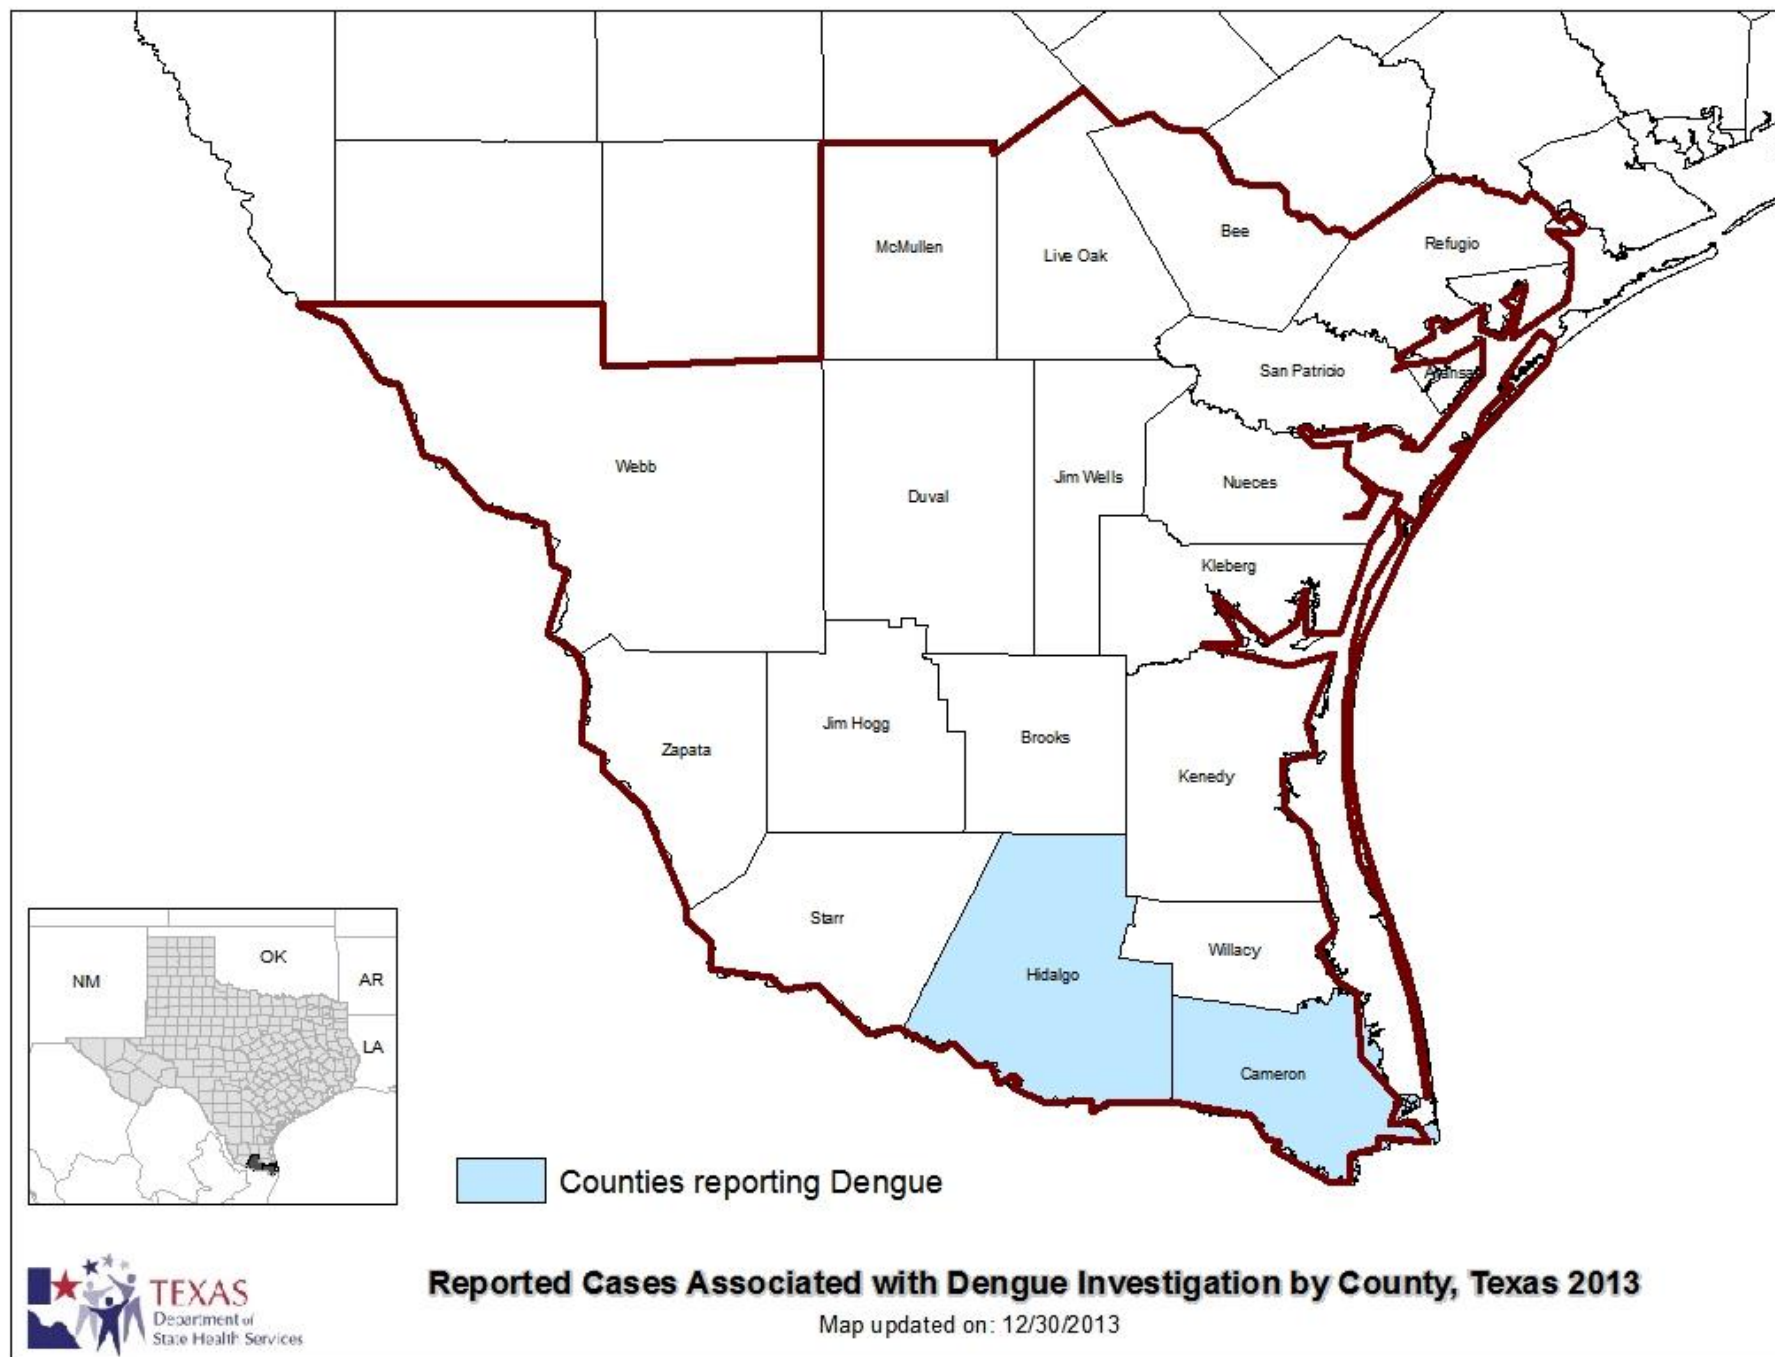 McMullen
Live Oak
Bee
Refugio
San Patricio
Aransas
Webb
Duval
Jim Wells
Nueces
Kleberg
Zapata
Jim Hogg
Brooks
Kenedy
Starr
Hidalgo
Willacy
Cameron
NM
OK
AR
LA
Counties reporting Dengue
TEXAS
Department of
State Health Services
Reported Cases Associated with Dengue Investigation by County, Texas 2013
Map updated on: 12/30/2013